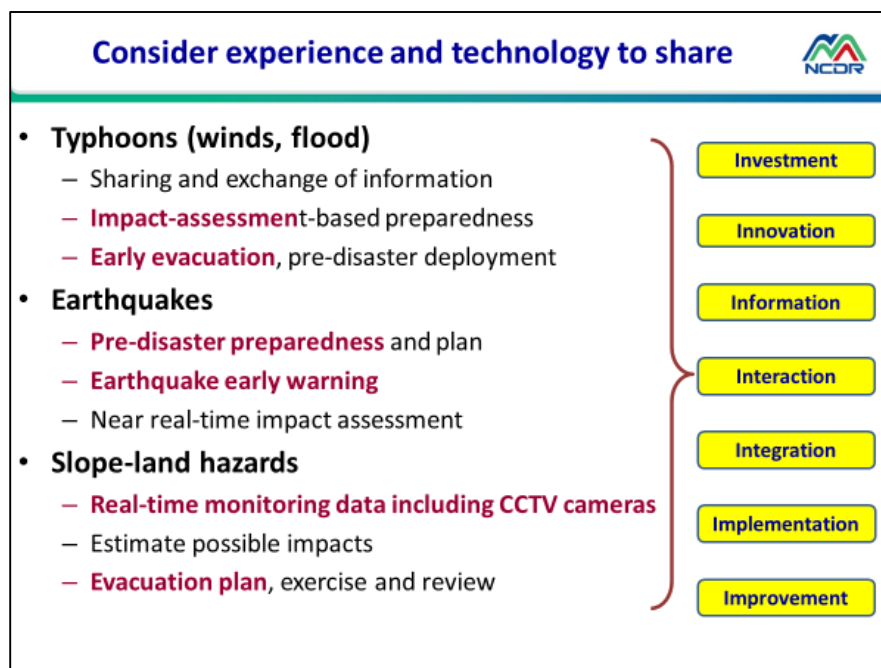 Consider experience and technology to share
NCDR
• Typhoons (winds, flood)
– Sharing and exchange of information
– Impact-assessment-based preparedness
– Early evacuation, pre-disaster deployment
• Earthquakes
– Pre-disaster preparedness and plan
– Earthquake early warning
– Near real-time impact assessment
• Slope-land hazards
– Real-time monitoring data including CCTV cameras
– Estimate possible impacts
– Evacuation plan, exercise and review
Investment
Innovation
Information
Interaction
Integration
Implementation
Improvement